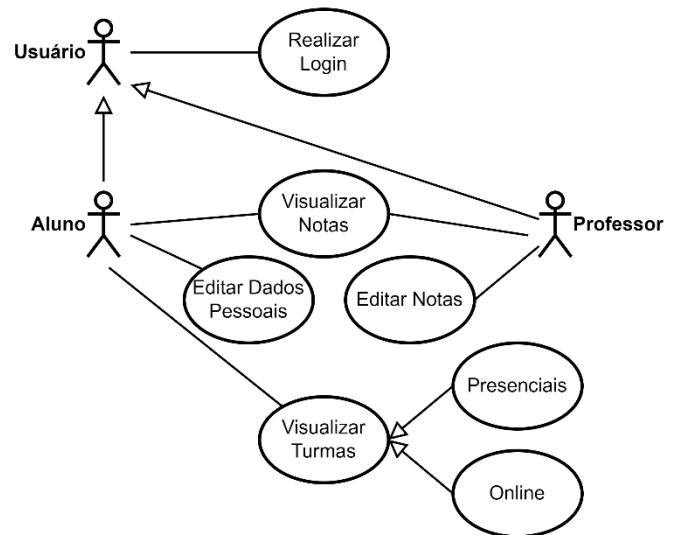 Usuário
Realizar
Login
Aluno
Visualizar
Notas
Professor
Editar Dados
Pessoais
Editar Notas
Presenciais
Visualizar
Turmas
Online